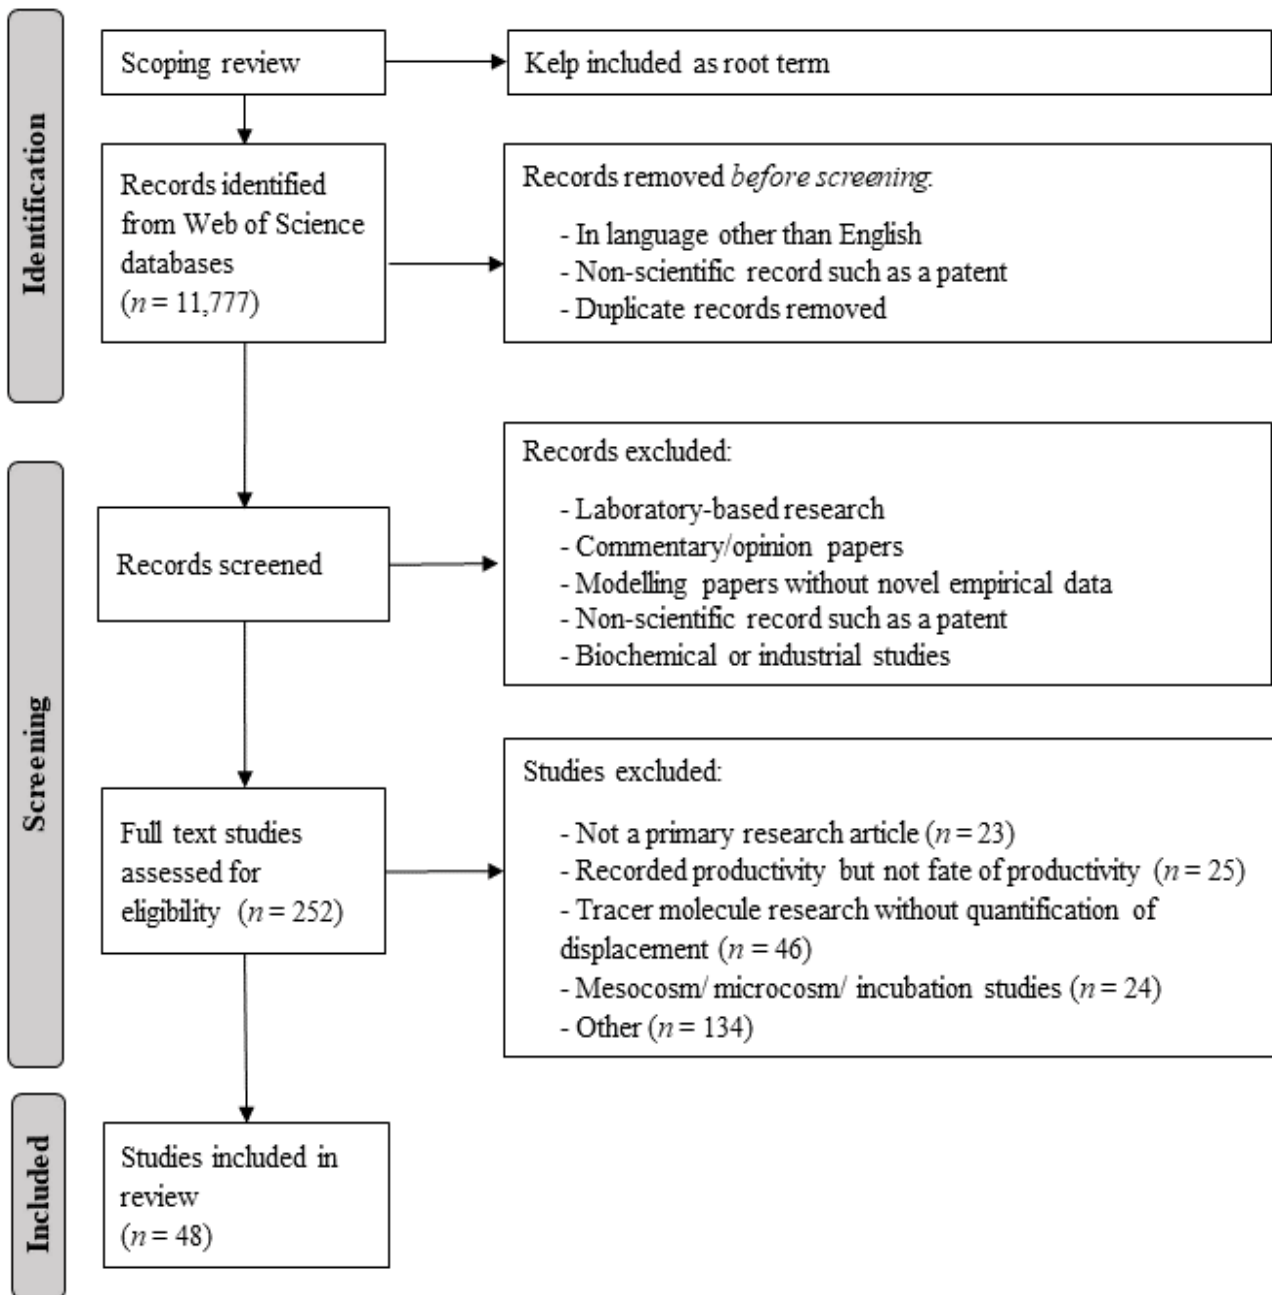 Identification
Scoping review
Kelp included as root term
Records identified
from Web of Science
databases
(n = 11,777)
Records removed before screening:
- In language other than English
- Non-scientific record such as a patent
- Duplicate records removed
Screening
Records screened
Records excluded:
- Laboratory-based research
- Commentary/opinion papers
- Modelling papers without novel empirical data
- Non-scientific record such as a patent
- Biochemical or industrial studies
Full text studies
assessed for
eligibility (n = 252)
Studies excluded:
- Not a primary research article (n = 23)
- Recorded productivity but not fate of productivity (n = 25)
- Tracer molecule research without quantification of
displacement (n = 46)
- Mesocosm/ microcosm/ incubation studies (n = 24)
- Other (n = 134)
Included
Studies included in
review
(n = 48)